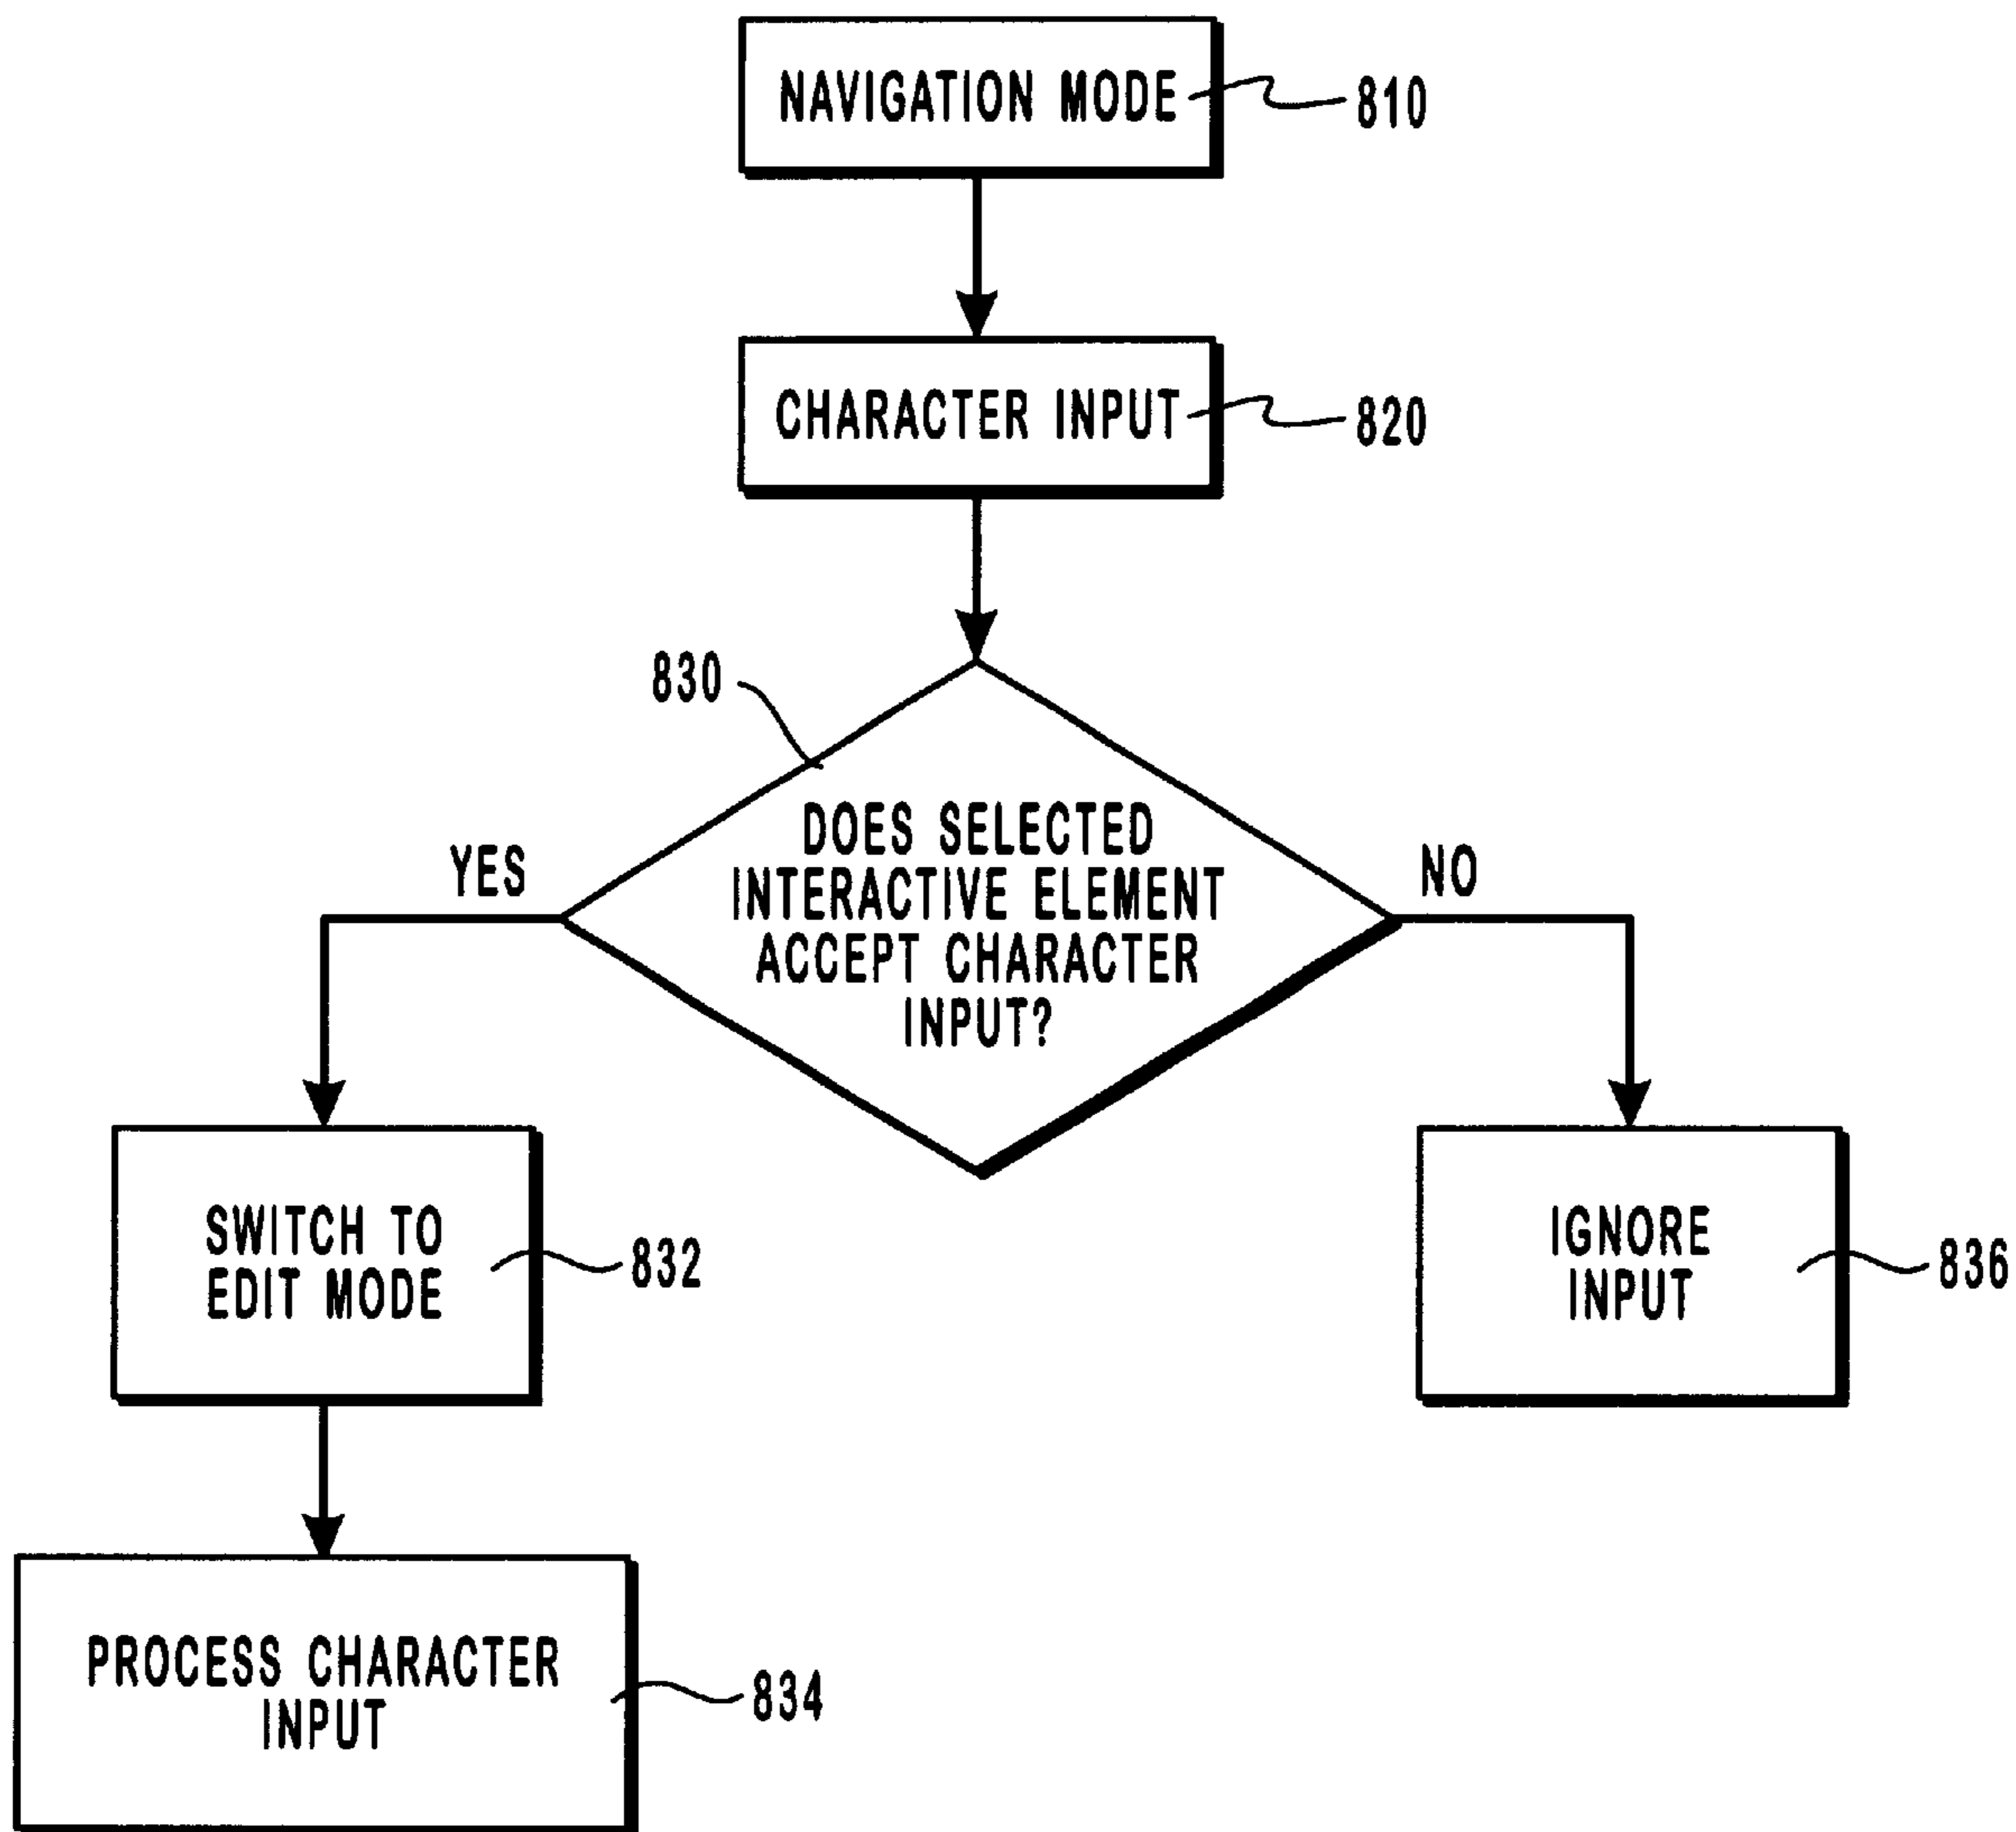 NAVIGATION MODE
810
CHARACTER INPUT
820
830
DOES SELECTED
INTERACTIVE ELEMENT
ACCEPT CHARACTER
INPUT?
YES
NO
SWITCH TO
EDIT MODE
832
IGNORE
INPUT
836
PROCESS CHARACTER
INPUT
834